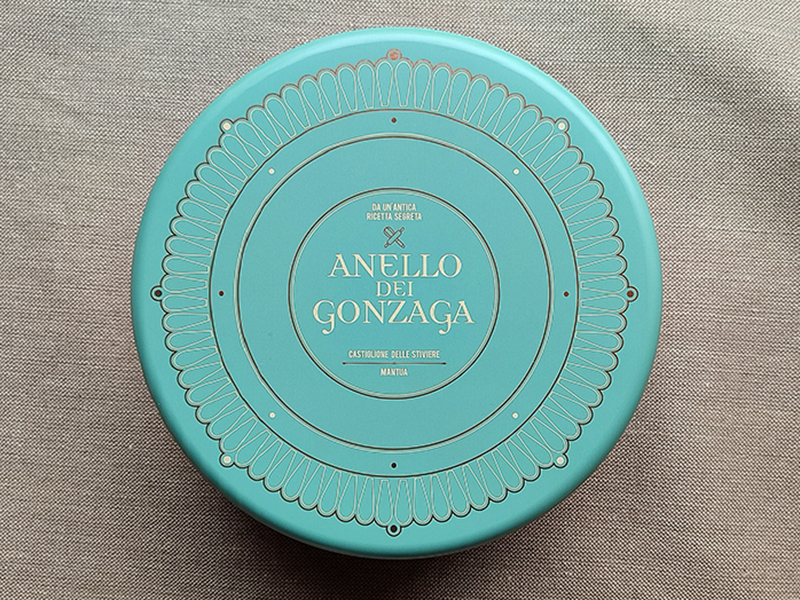 DA UN'ANTICA
RICETTA SEGRETA
ANELLO
DEI
GONZAGA
CASTIGLIONE DELLE STIVIERE
MANTUA